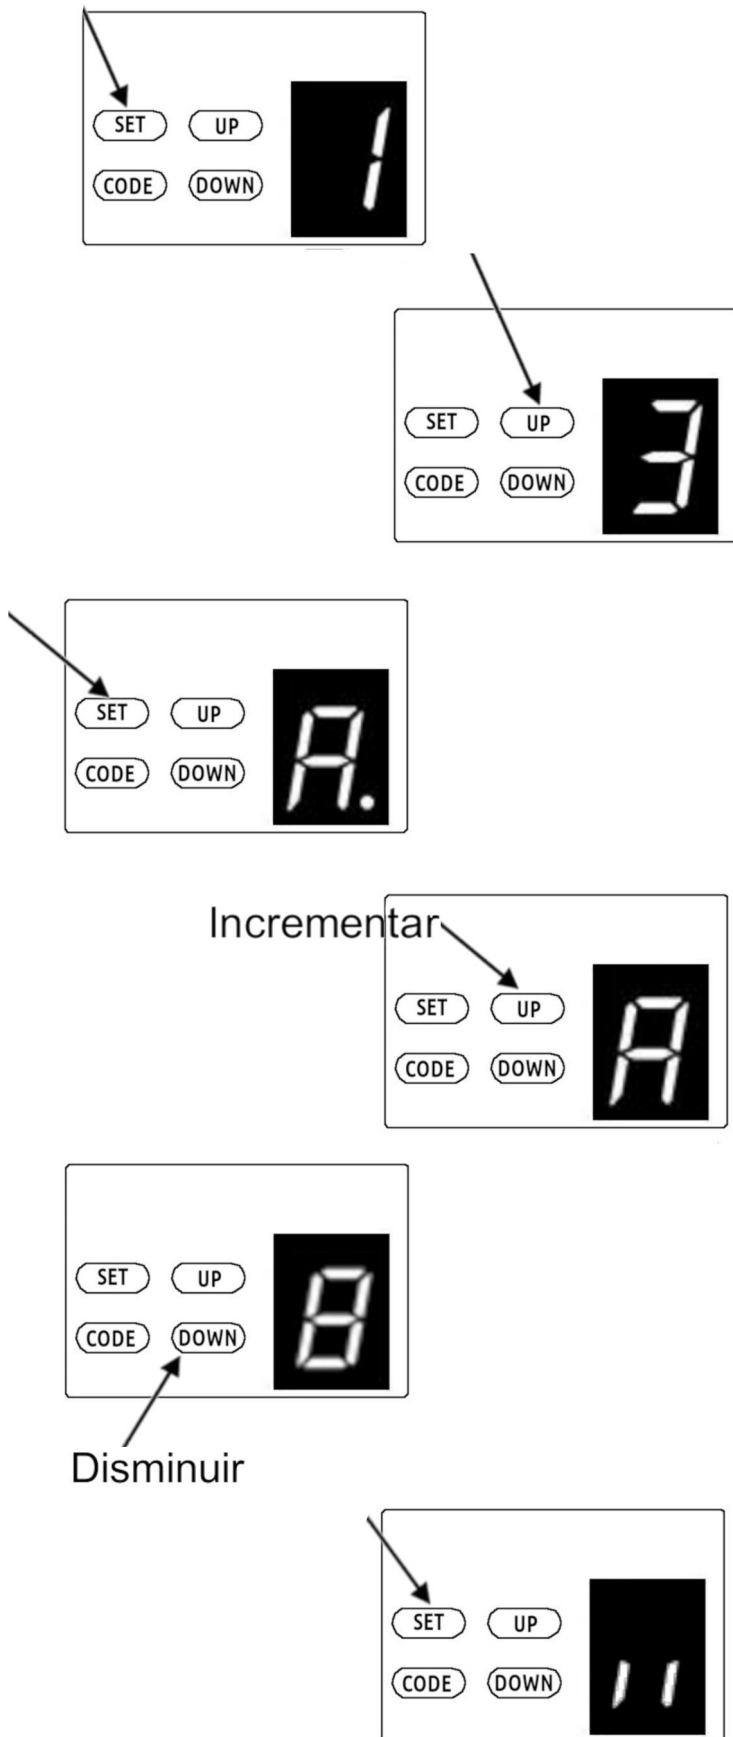 SET UP
CODE DOWN
1
SET UP
CODE DOWN
3
SET UP
CODE DOWN
A.
Incrementar
SET UP
CODE DOWN
A
SET UP
CODE DOWN
8
Disminuir
SET UP
CODE DOWN
ıı